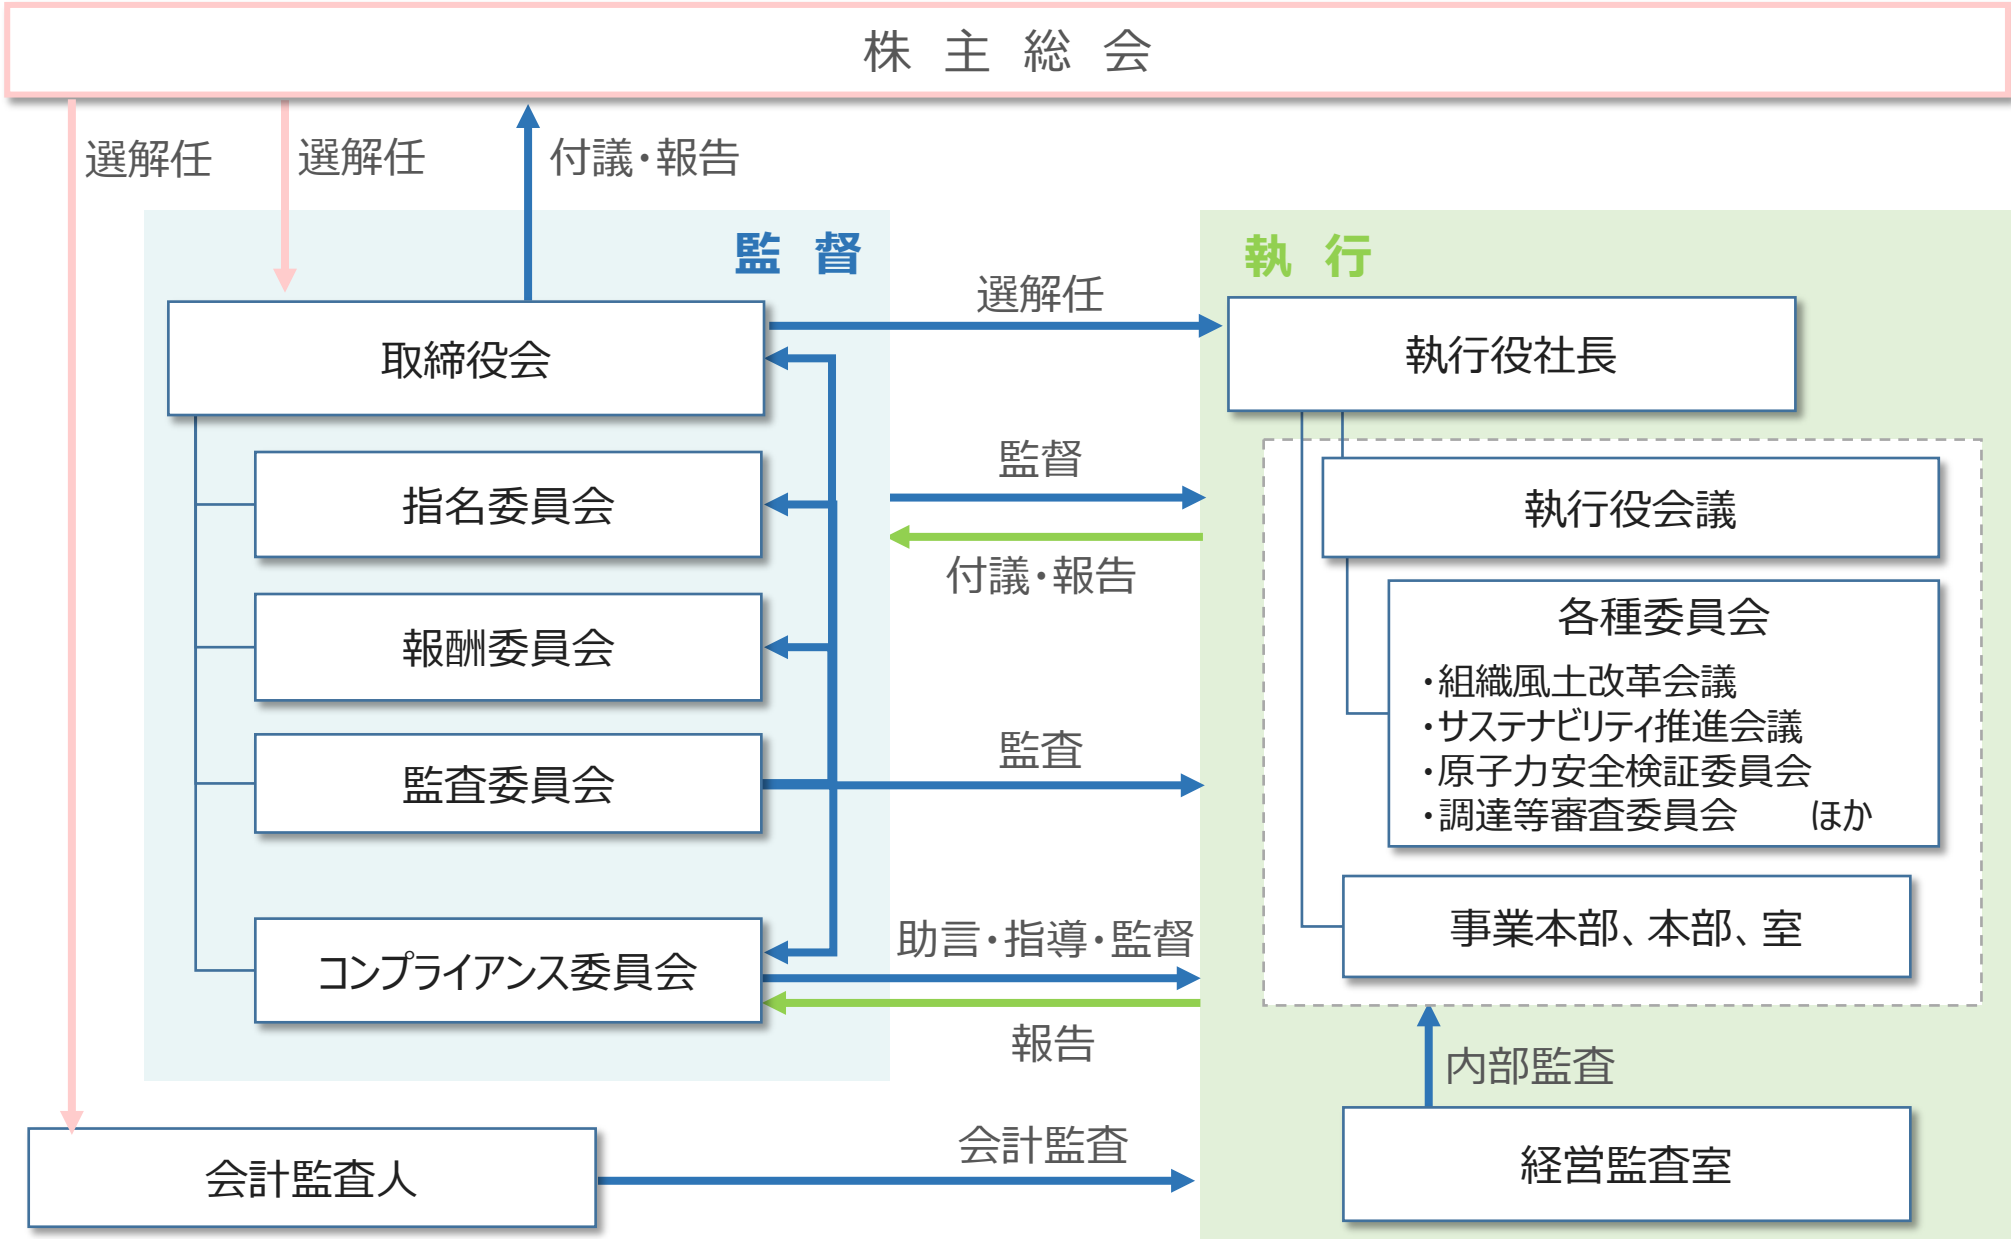 株 主 総 会
選解任
選解任
付議・報告
監 督
執 行
取締役会
選解任
執行役社長
指名委員会
監督
付議・報告
執行役会議
報酬委員会
各種委員会
・組織風土改革会議
・サステナビリティ推進会議
・原子力安全検証委員会
・調達等審査委員会 ほか
監査委員会
監査
コンプライアンス委員会
助言・指導・監督
報告
事業本部、本部、室
内部監査
会計監査人
会計監査
経営監査室